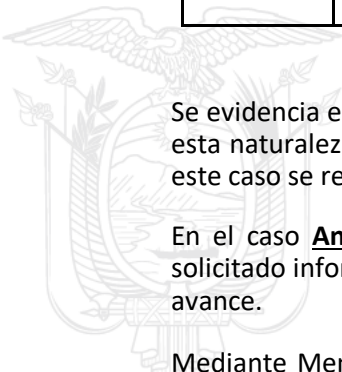 Se evidencia e
esta naturalez
este caso se re
En el caso An
solicitado infor
avance.
Mediante Mer